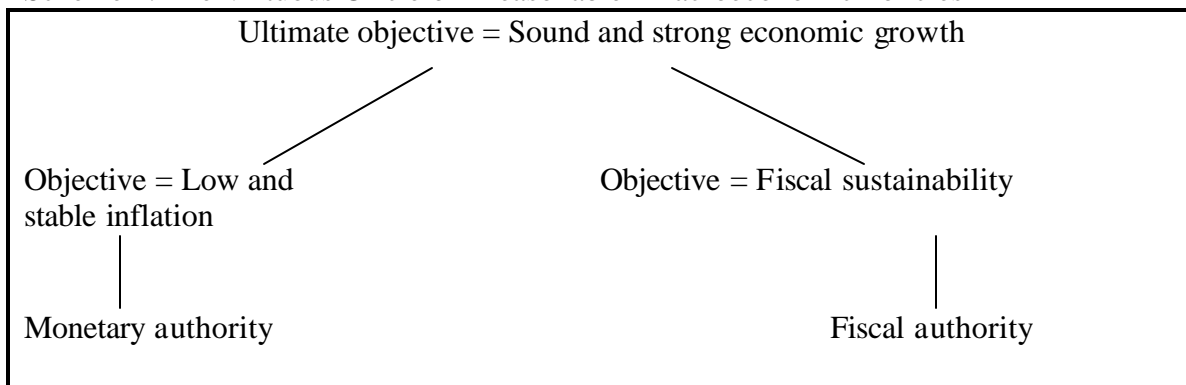 Ultimate objective = Sound and strong economic growth
Objective = Low and stable inflation
Objective = Fiscal sustainability
Monetary authority
Fiscal authority